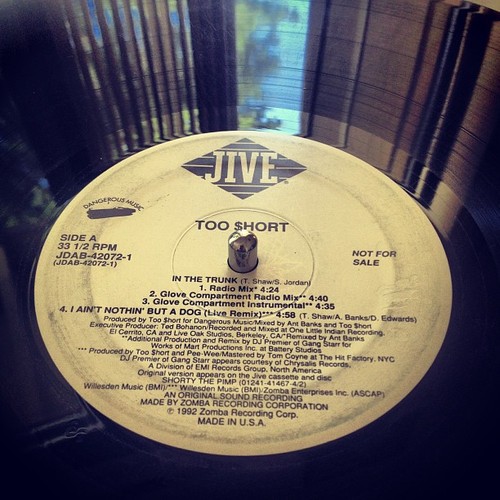 JIVE
DANGEROUS MUSIC
SIDE A
33 1/2 RPM
JDAB-42072-1
(JDAB-42072-1)
TOO $HORT
NOT FOR
SALE
IN THE TRUNK (T. Shaw/S. Jordan)
1. Radio Mix* 4:24
2. Glove Compartment Radio Mix** 4:40
3. Glove Compartment Instrumental** 4:35
4. I AIN'T NOTHIN' BUT A DOG (Live Remix)*** 4:58 (T. Shaw/A. Banks/D. Edwards)
Produced by Too $hort for Dangerous Music/Mixed by Ant Banks and Too $hort
Executive Producer: Ted Bohanon/Recorded and Mixed at One Little Indian Recording,
El Cerrito, CA and Live Oak Studios, Berkeley, CA/*Remixed by Ant Banks
**Additional Production and Remix by DJ Premier of Gang Starr for
Works of Mart Productions Inc. at Battery Studios
*** Produced by Too $hort and Pee-Wee/Mastered by Tom Coyne at The Hit Factory, NYC
DJ Premier of Gang Starr appears courtesy of Chrysalis Records,
A Division of EMI Records Group, North America
Original version appears on the Jive cassette and disc
SHORTY THE PIMP (01241-41467-4/2)
Willesden Music (BMI)/*** Willesden Music (BMI)/Zomba Enterprises Inc. (ASCAP)
AN ORIGINAL SOUND RECORDING
MADE BY ZOMBA RECORDING CORPORATION
℗ 1992 Zomba Recording Corp.
MADE IN U.S.A.